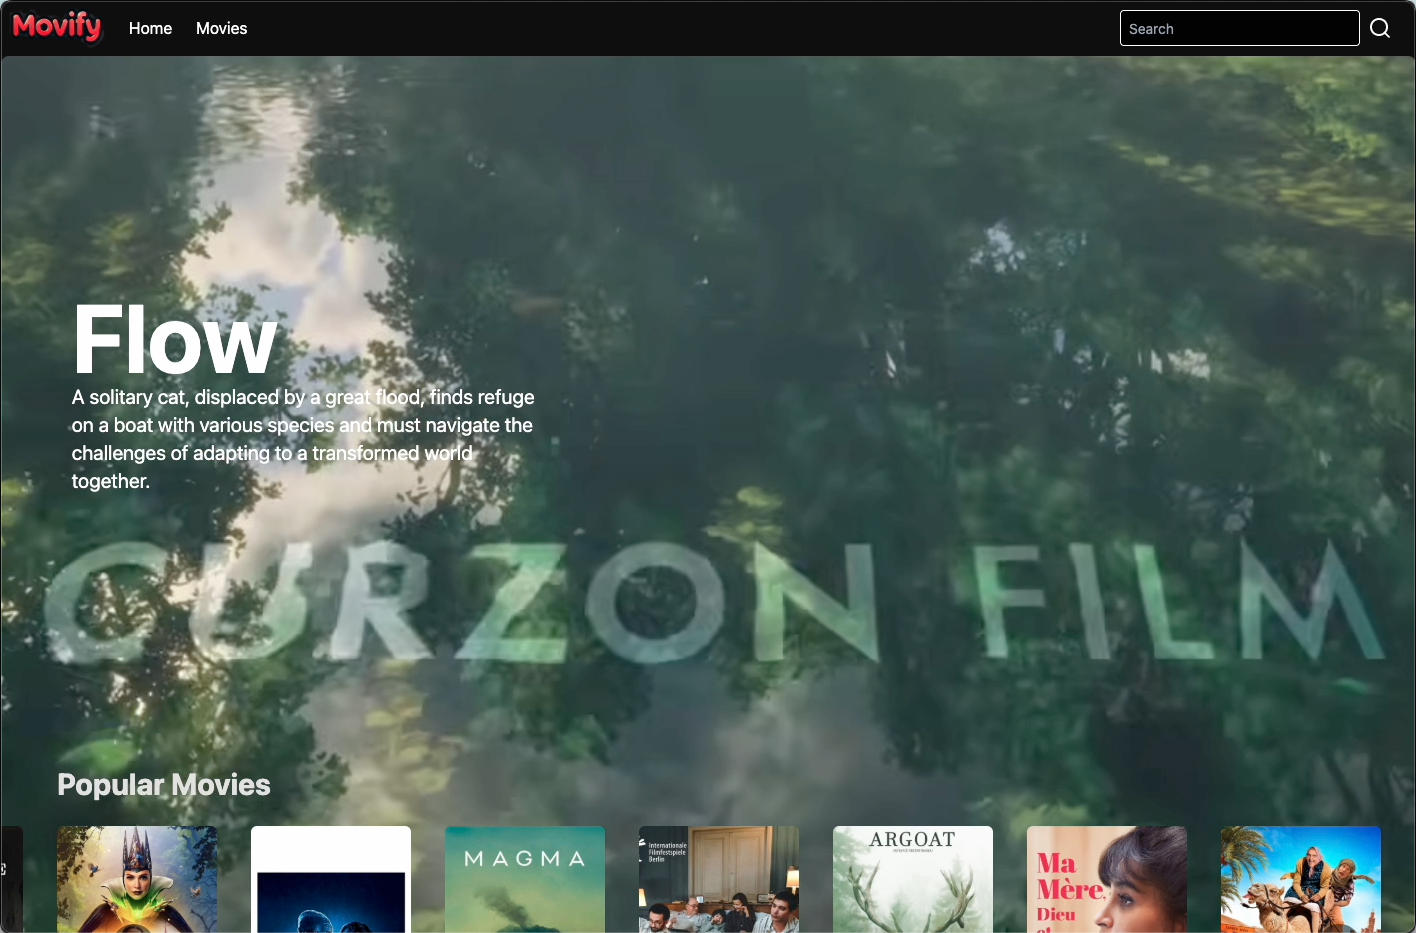 Movify
Home
Movies
Search
Flow
A solitary cat, displaced by a great flood, finds refuge
on a boat with various species and must navigate the
challenges of adapting to a transformed world
together.
CURZON FILM
Popular Movies
MAGMA
Internationale
Filmfestspiele
Berlin
ARGOAT
Ma
Mère,
Dieu
et